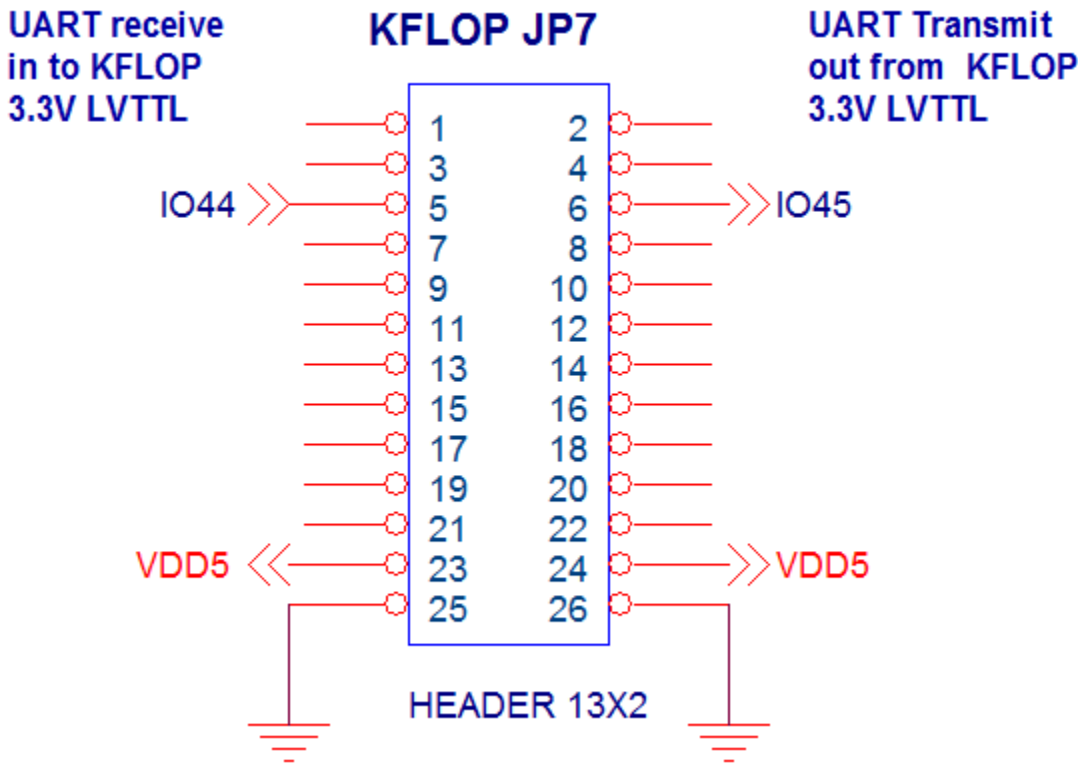 UART receive
in to KFLOP
3.3V LVTTL
KFLOP JP7
UART Transmit
out from KFLOP
3.3V LVTTL
1 2
3 4
IO44 5 6 IO45
7 8
9 10
11 12
13 14
15 16
17 18
19 20
21 22
VDD5 23 24 VDD5
25 26
HEADER 13X2